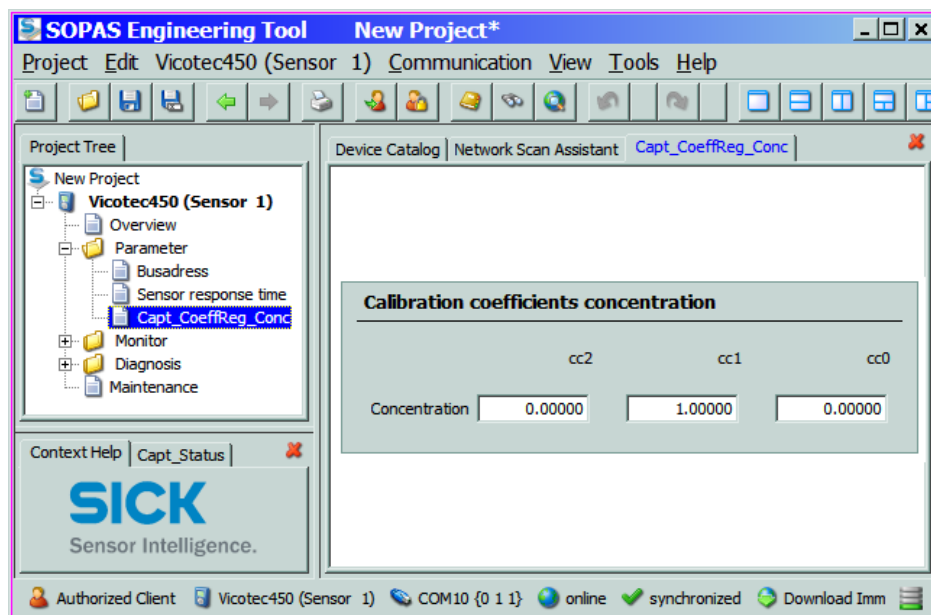 SOPAS Engineering Tool New Project*
Project Edit Vicotec450 (Sensor 1) Communication View Tools Help
Project Tree
New Project
Vicotec450 (Sensor 1)
Overview
Parameter
Busadress
Sensor response time
Capt_CoeffReg_Conc
Monitor
Diagnosis
Maintenance
Context Help Capt_Status
SICK
Sensor Intelligence.
Device Catalog Network Scan Assistant Capt_CoeffReg_Conc
Calibration coefficients concentration
cc2 cc1 cc0
Concentration 0.00000 1.00000 0.00000
Authorized Client Vicotec450 (Sensor 1) COM10 {0 1 1} online synchronized Download Imm